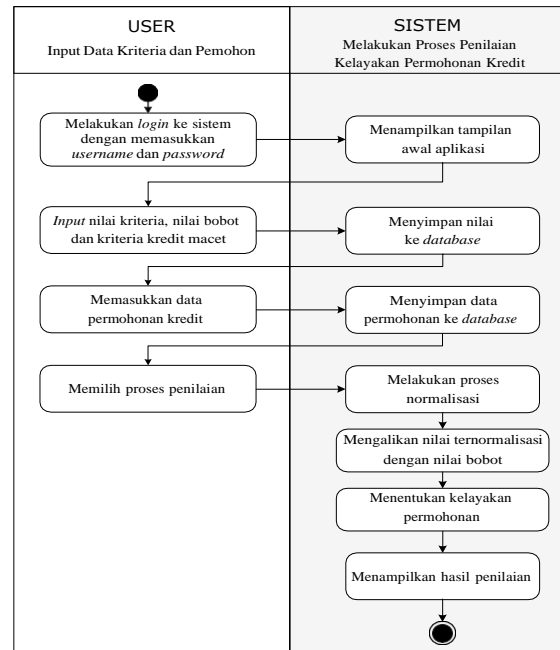 USER
Input Data Kriteria dan Pemohon
SISTEM
Melakukan Proses Penilaian
Kelayakan Permohonan Kredit
Melakukan login ke sistem
dengan memasukkan
username dan password
Menampilkan tampilan
awal aplikasi
Input nilai kriteria, nilai bobot
dan kriteria kredit macet
Menyimpan nilai
ke database
Memasukkan data
permohonan kredit
Menyimpan data
permohonan ke database
Memilih proses penilaian
Melakukan proses
normalisasi
Mengalikan nilai ternormalisasi
dengan nilai bobot
Menentukan kelayakan
permohonan
Menampilkan hasil penilaian